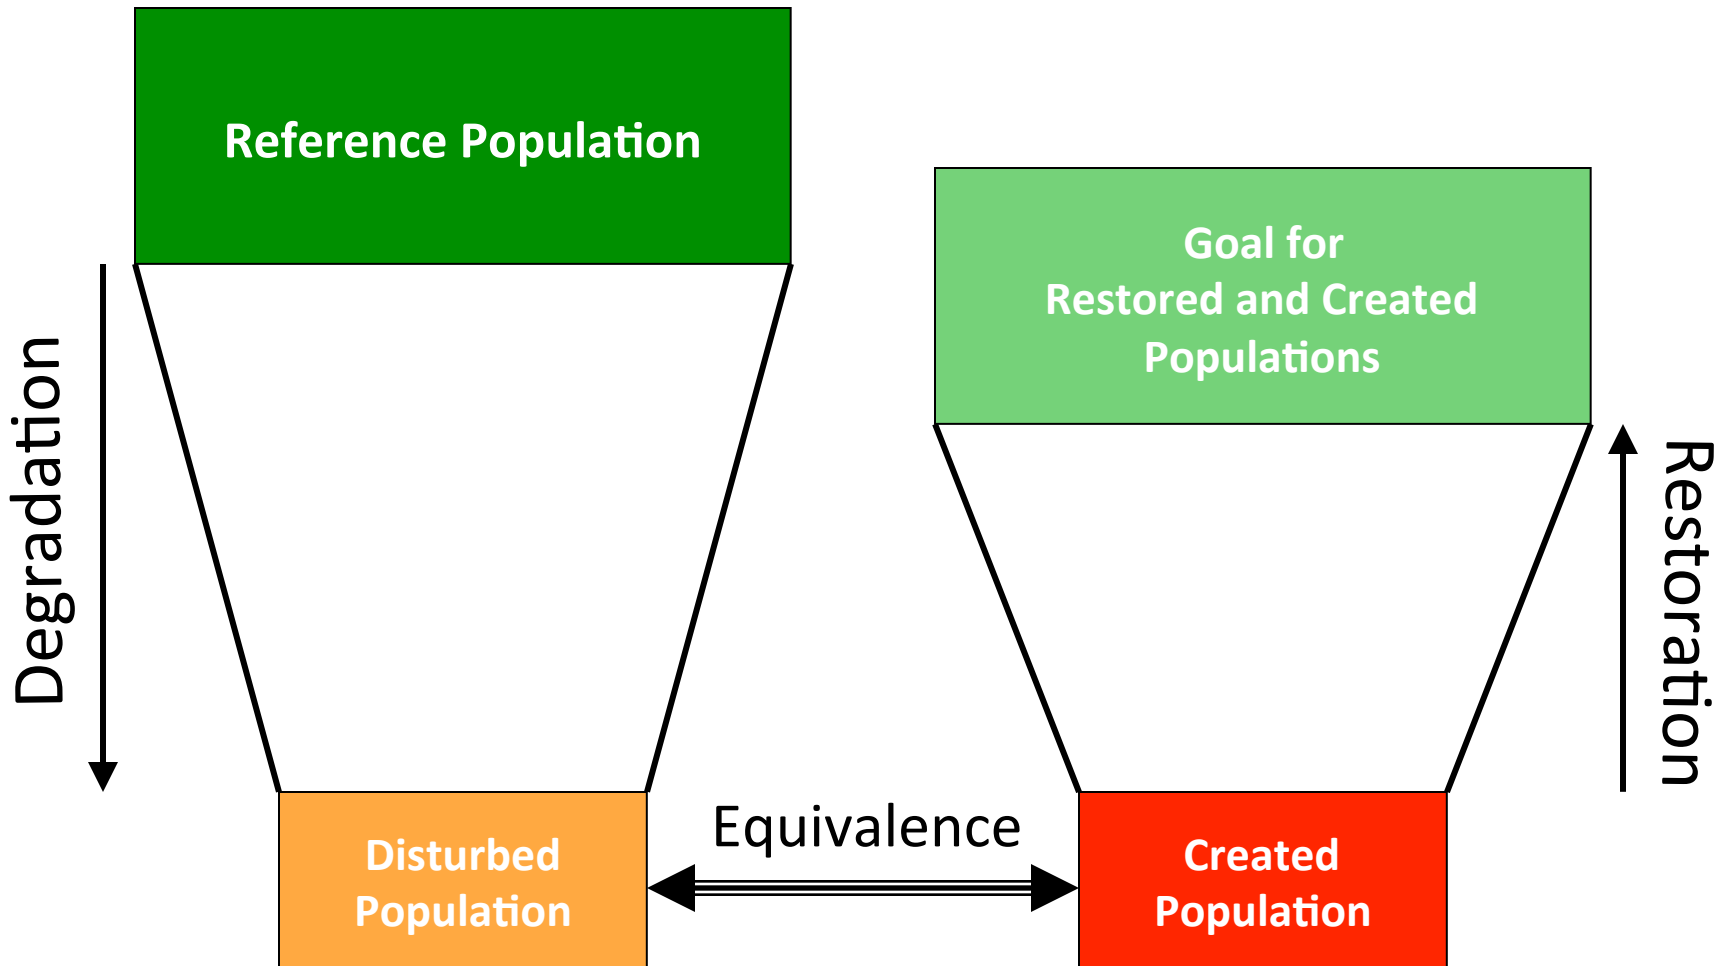 Reference Population
Goal for
Restored and Created
Populations
Degradation
Restoration
Equivalence
Disturbed
Population
Created
Population